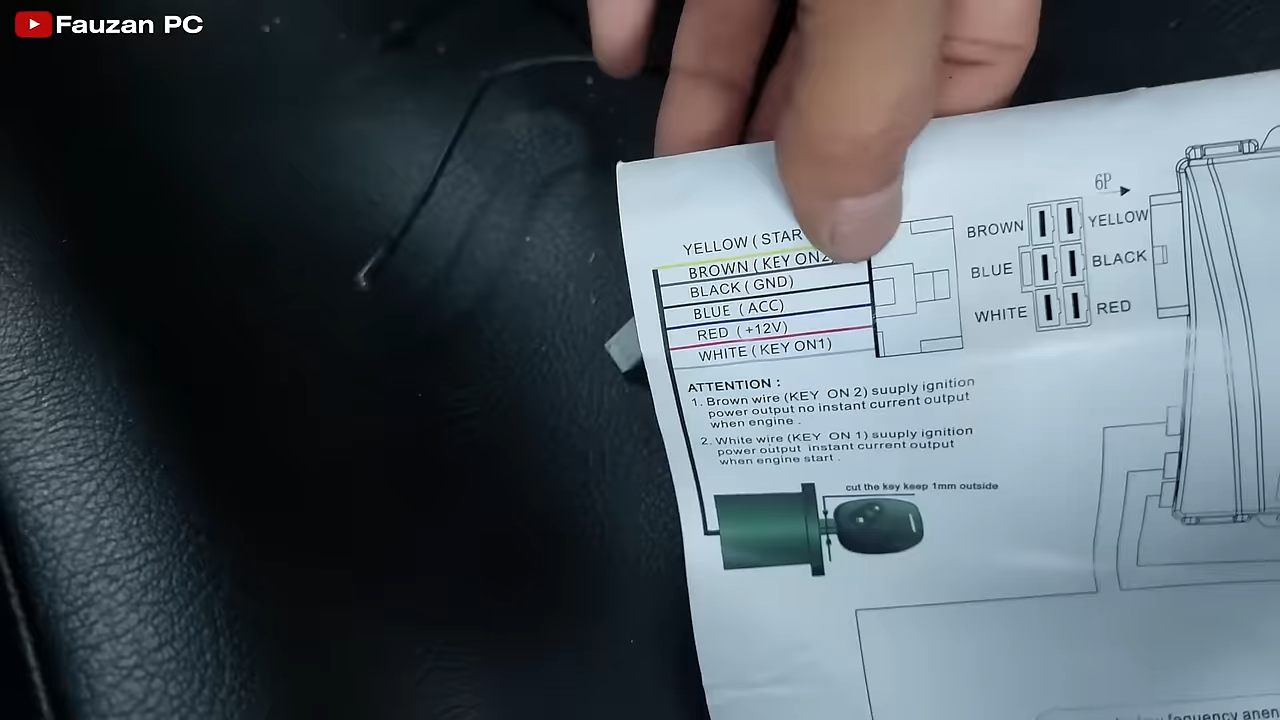 Fauzan PC
6P
YELLOW ( STAR
BROWN ( KEY ON2
BLACK ( GND)
BLUE ( ACC)
RED ( +12V)
WHITE ( KEY ON1)
BROWN
YELLOW
BLUE
BLACK
WHITE
RED
ATTENTION :
1. Brown wire (KEY ON 2) suuply ignition
power output no instant current output
when engine .
2. White wire (KEY ON 1) suuply ignition
power output instant current output
when engine start .
cut the key keep 1mm outside
fequency anen